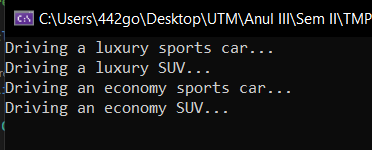 C:\Users\442go\Desktop\UTM\Anul III\Sem II\TMP
Driving a luxury sports car...
Driving a luxury SUV...
Driving an economy sports car...
Driving an economy SUV...